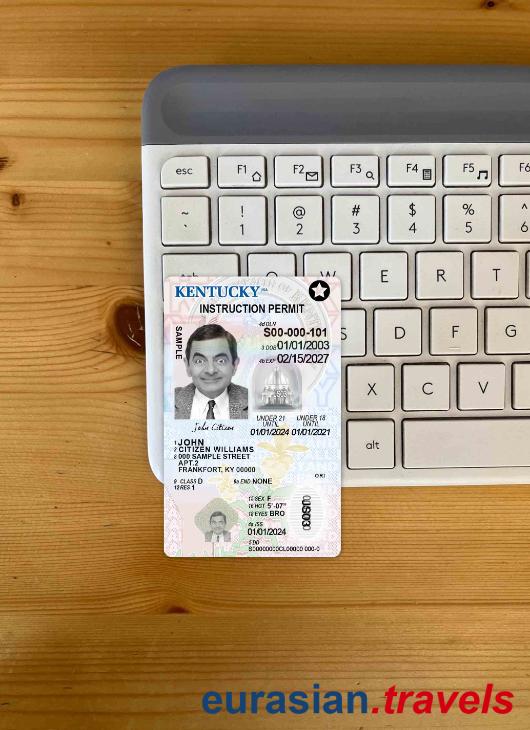 esc F1 F2 F3 F4 F5 F6
~ ! @ # $ % ^
` 1 2 3 4 5 6
E R T
S D F G
X C V
alt
KENTUCKY
INSTRUCTION PERMIT
SAMPLE
4d DLN
S00-000-101
3 DOB 01/01/2003
4b EXP 02/15/2027
John Citizen
UNDER 21 UNDER 18
UNTIL UNTIL
01/01/2024 01/01/2021
1 JOHN
2 CITIZEN WILLIAMS
8 000 SAMPLE STREET
APT.2
FRANKFORT, KY 00000
9 CLASS D 9a END NONE
12 RES 1
15 SEX F
16 HGT 5'-07"
18 EYES BRO
4a ISS
01/01/2024
5 DD
eurasian.travels